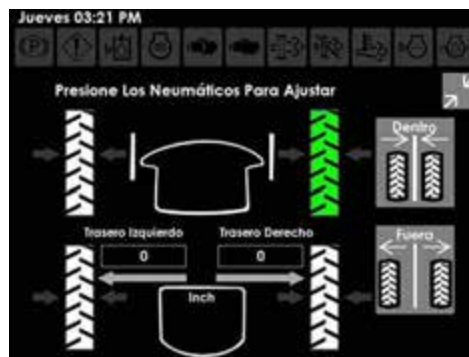 Jueves 03:21 PM
Presione Los Neumáticos Para Ajustar
Dentro
Trasero Izquierdo
Trasero Derecho
0
0
Fuera
Inch